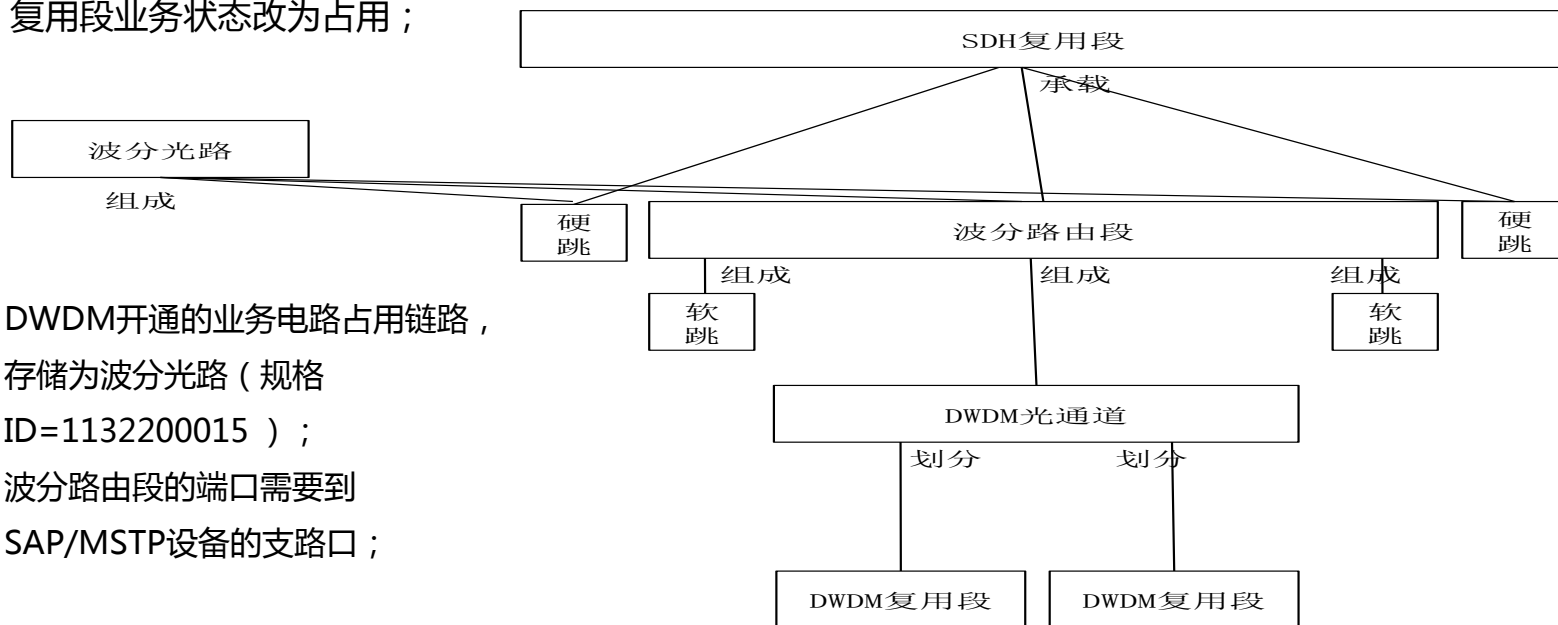 复用段业务状态改为占用；
SDH复用段
承载
波分光路
组成
硬
跳
波分路由段
硬
跳
组成
组成
组成
软
跳
软
跳
DWDM开通的业务电路占用链路，
存储为波分光路（规格
ID=1132200015 ）；
波分路由段的端口需要到
SAP/MSTP设备的支路口；
DWDM光通道
划分
划分
DWDM复用段
DWDM复用段